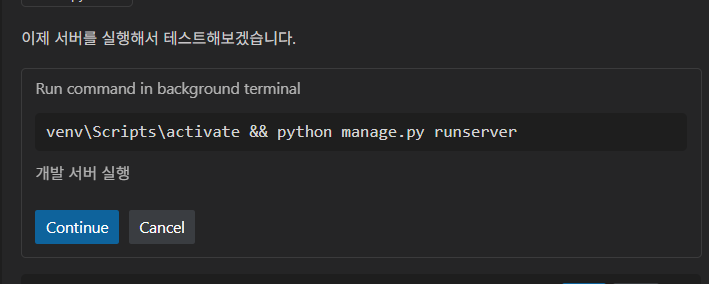 이제 서버를 실행해서 테스트해보겠습니다.
Run command in background terminal
venv\Scripts\activate && python manage.py runserver
개발 서버 실행
Continue
Cancel